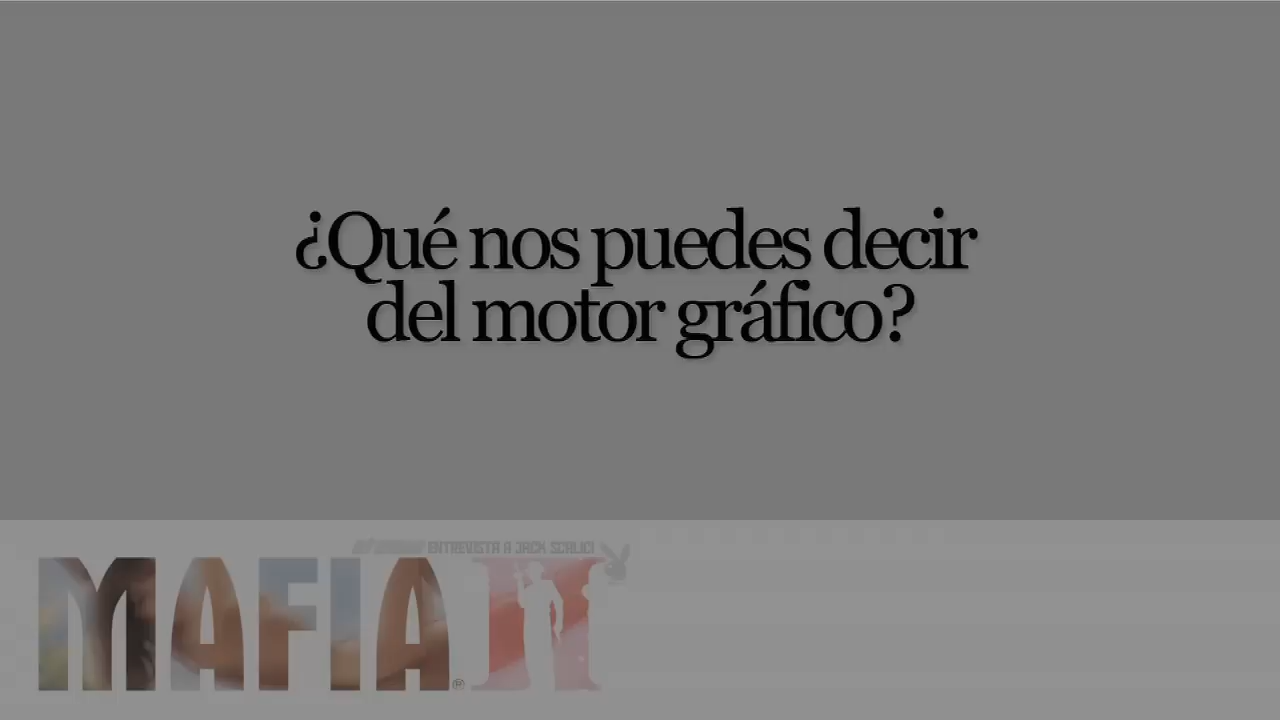 ¿Qué nos puedes decir
del motor gráfico?
ENTREVISTA A JACK SCALICI
MAFIA II